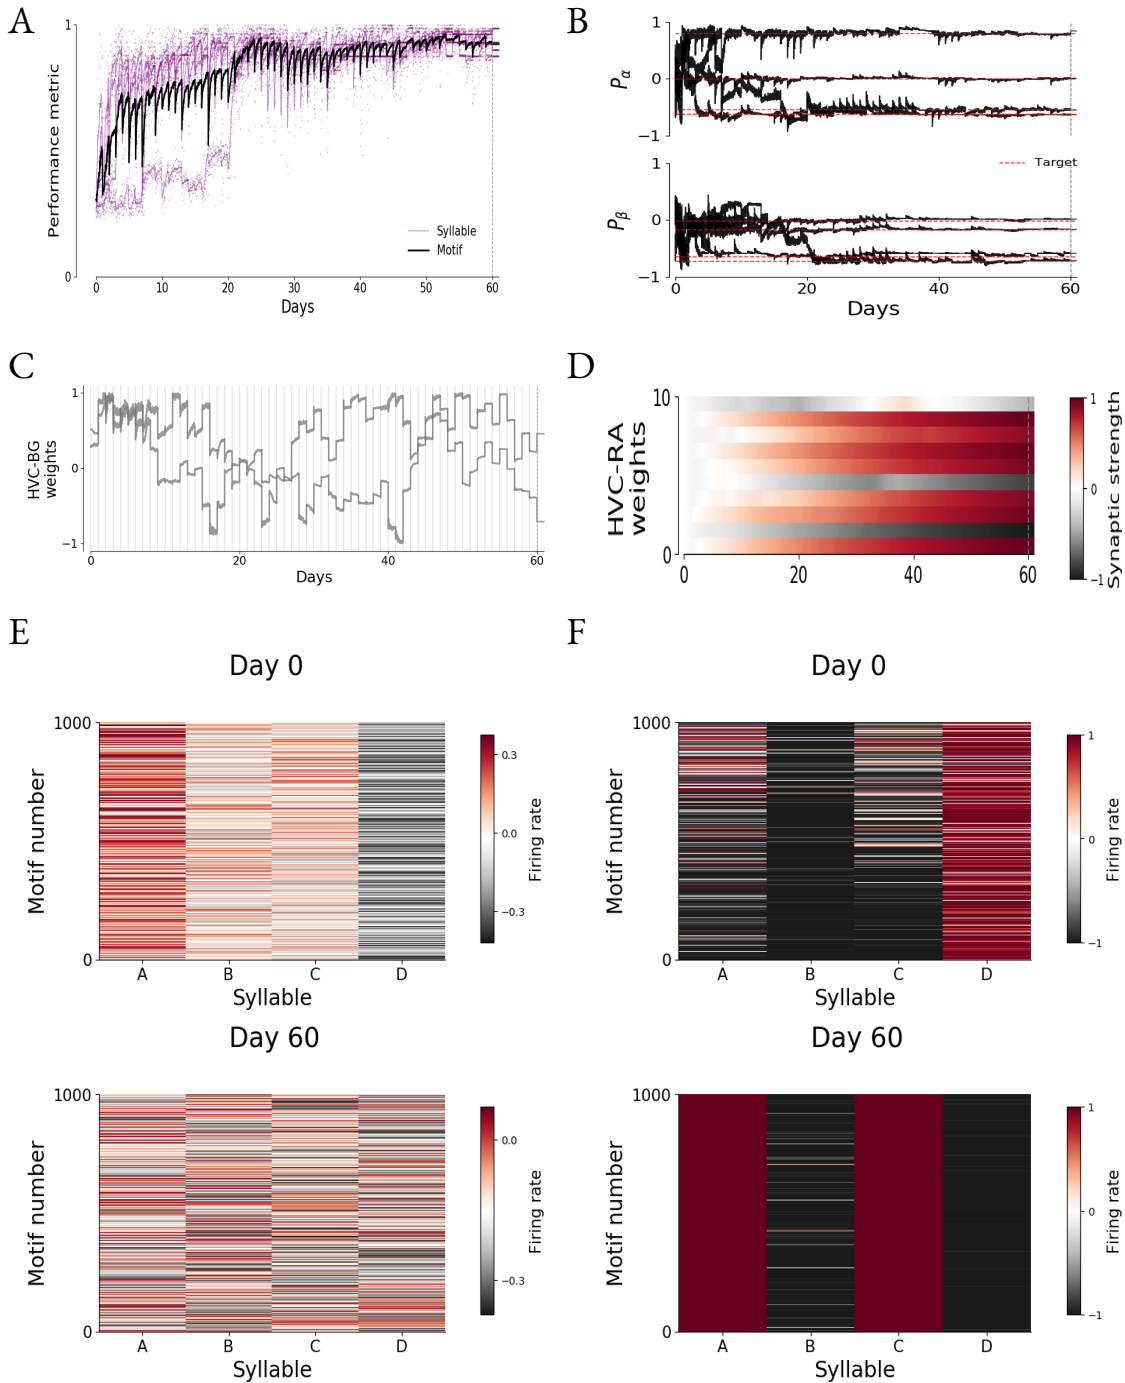 A
1
Performance metric
0
Syllable
Motif
0 10 20 30 40 50 60
Days
B
1
0
−1
Pα
Target
1
0
−1
Pβ
0 20 40 60
Days
C
1
0
−1
HVC-BG
weights
0 20 40 60
Days
D
10
0
HVC-RA
weights
0 20 40 60
1
0
−1
Synaptic strength
E
Day 0
1000
0
Motif number
A B C D
Syllable
0.3
0.0
−0.3
Firing rate
Day 60
1000
0
Motif number
A B C D
Syllable
0.0
−0.3
Firing rate
F
Day 0
1000
0
Motif number
A B C D
Syllable
1
0
−1
Firing rate
Day 60
1000
0
Motif number
A B C D
Syllable
1
0
−1
Firing rate